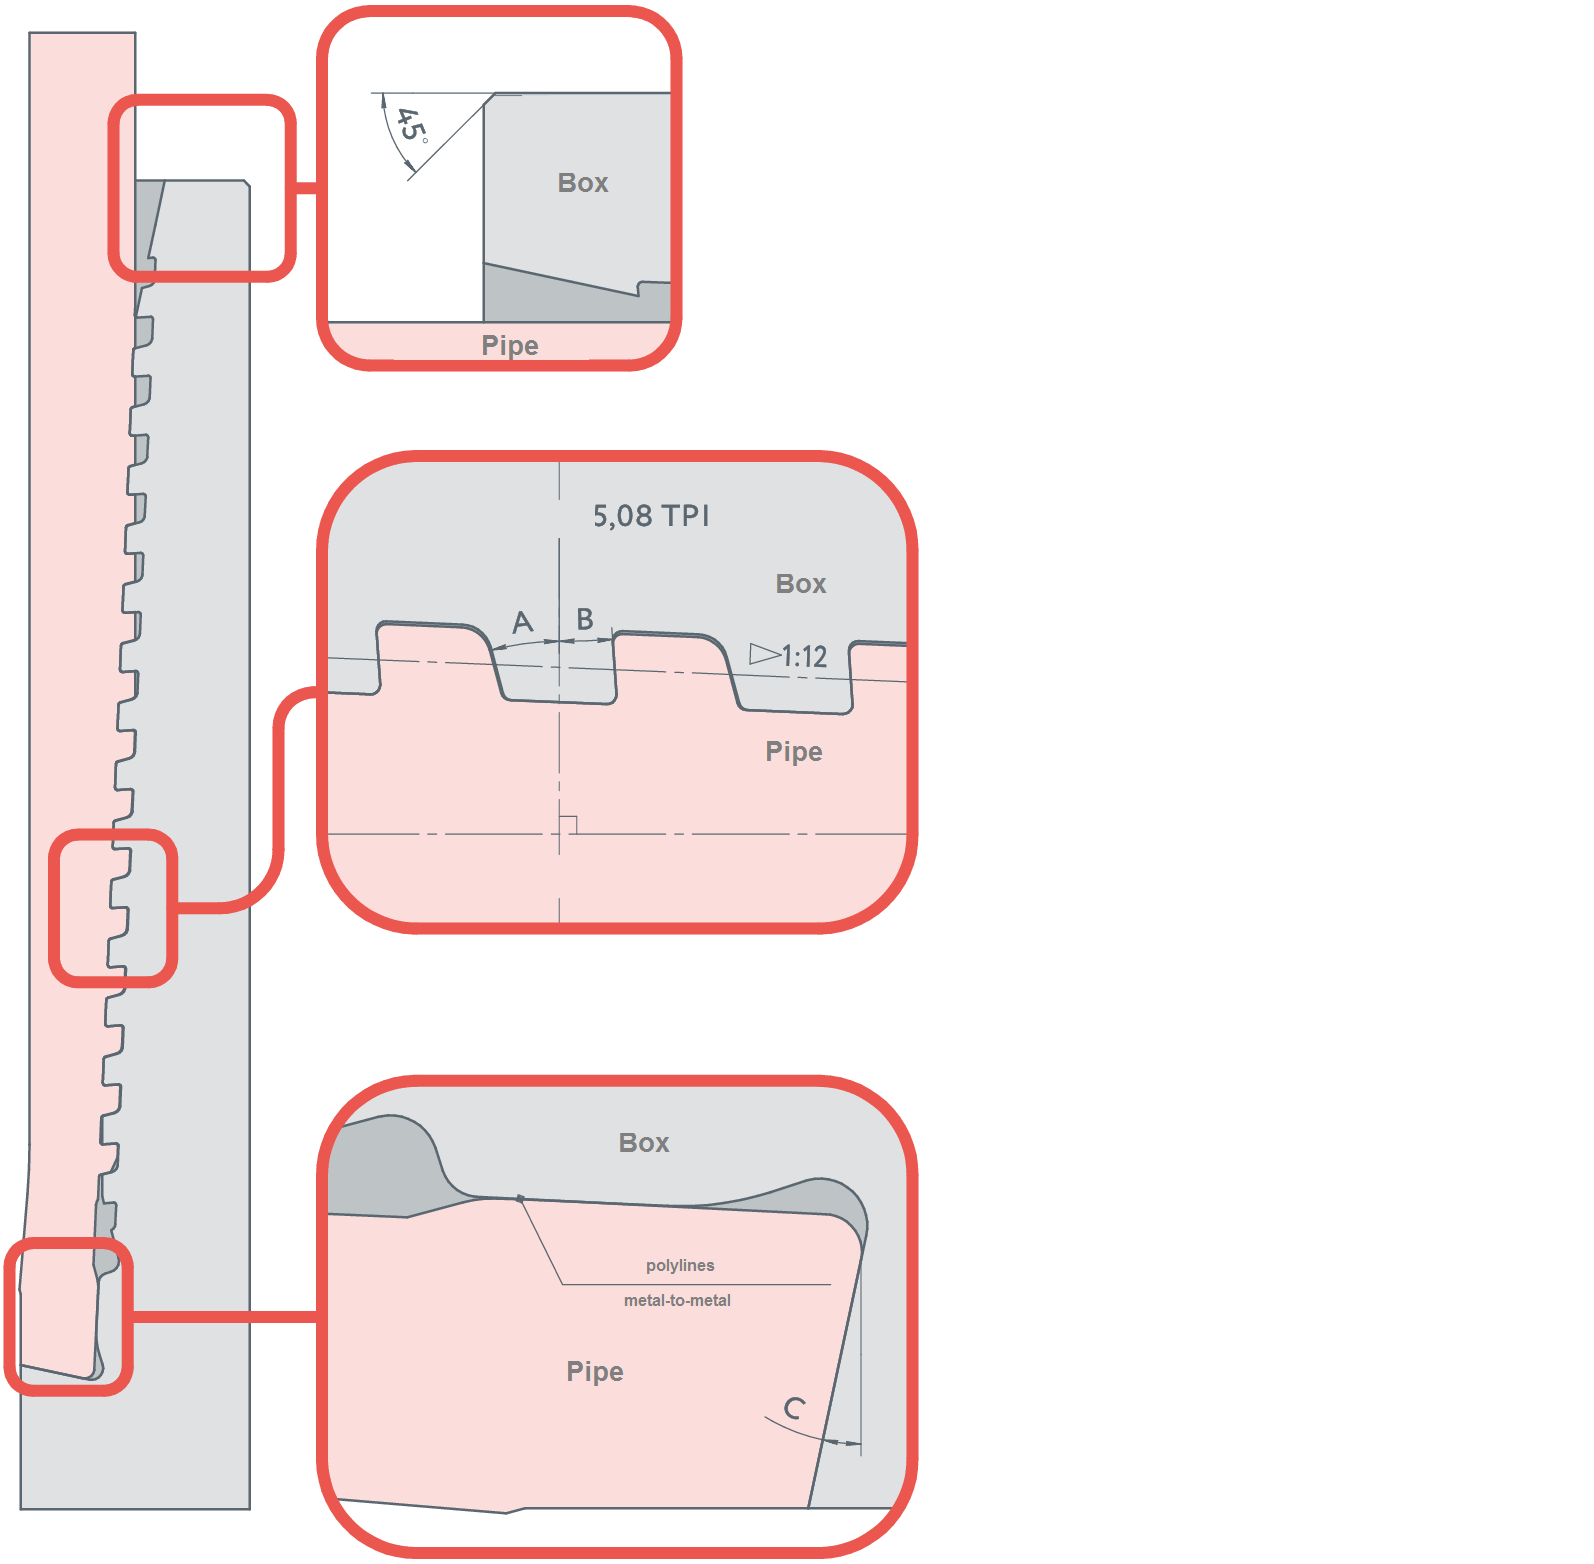 45°
Box
Pipe
5,08 TPI
Box
A
B
1:12
Pipe
Box
polylines
metal-to-metal
Pipe
C